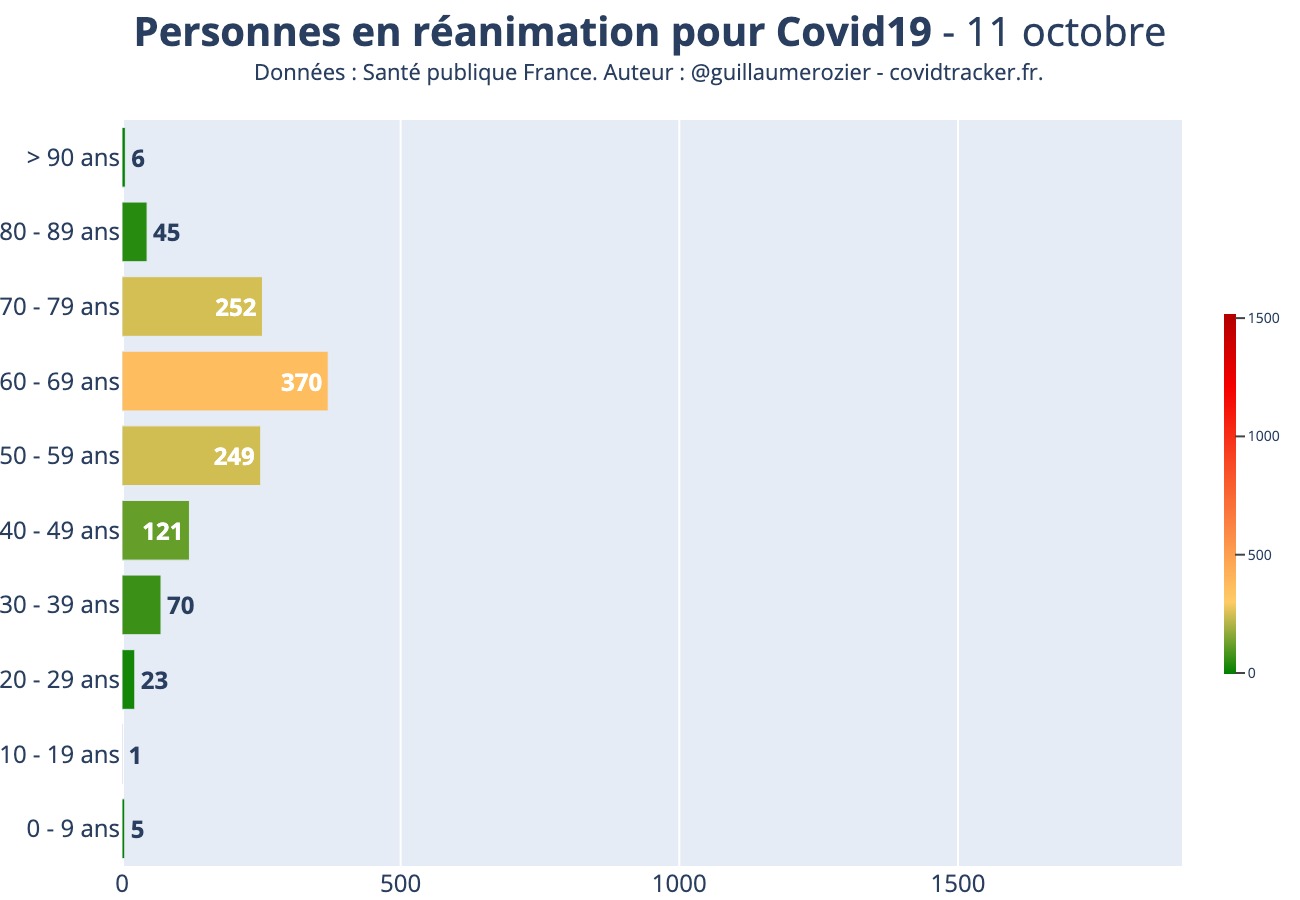 Personnes en réanimation pour Covid19 - 11 octobre
Données : Santé publique France. Auteur : @guillaumerozier - covidtracker.fr.
> 90 ans 6
80 - 89 ans 45
70 - 79 ans 252
60 - 69 ans 370
50 - 59 ans 249
40 - 49 ans 121
30 - 39 ans 70
20 - 29 ans 23
10 - 19 ans 1
0 - 9 ans 5
0 500 1000 1500
1500
1000
500
0